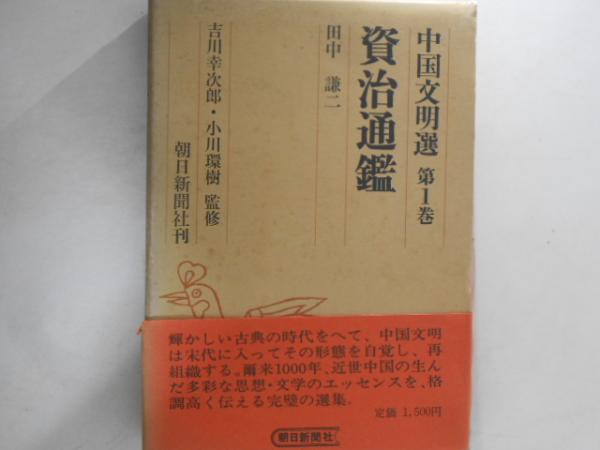 中国文明選 第1巻
資治通鑑
田中 謙二
吉川幸次郎・小川環樹 監修
朝日新聞社刊
輝かしい古典の時代をへて、中国文明
は宋代に入ってその形態を自覚し、再
組織する。爾来1000年、近世中国の生ん
だ多彩な思想・文学のエッセンスを、格
調高く伝える完璧の選集。
定価 1,500円
朝日新聞社